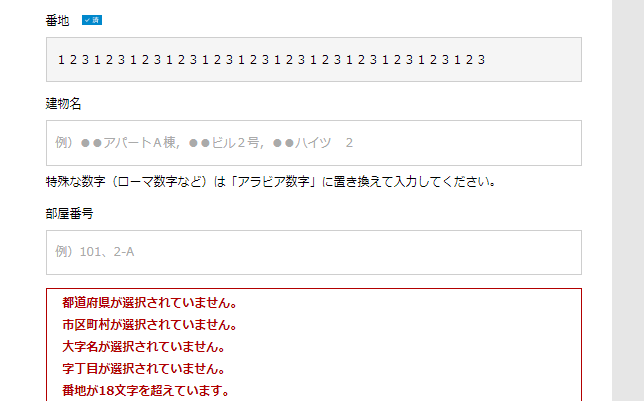 番地 ✓ 済
１２３１２３１２３１２３１２３１２３１２３１２３１２３１２３１２３１２３
建物名
例）●●アパートＡ棟，●●ビル２号，●●ハイツ　２
特殊な数字（ローマ数字など）は「アラビア数字」に置き換えて入力してください。
部屋番号
例）101、2-A
都道府県が選択されていません。
市区町村が選択されていません。
大字名が選択されていません。
字丁目が選択されていません。
番地が18文字を超えています。